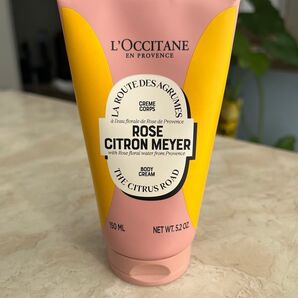 L'OCCITANE
EN PROVENCE
LA ROUTE DES AGRUMES
CREME
CORPS
à l'eau florale de Rose de Provence
ROSE
CITRON MEYER
with Rose floral water from Provence
BODY
CREAM
THE CITRUS ROAD
150 ML NET WT. 5.2 OZ.